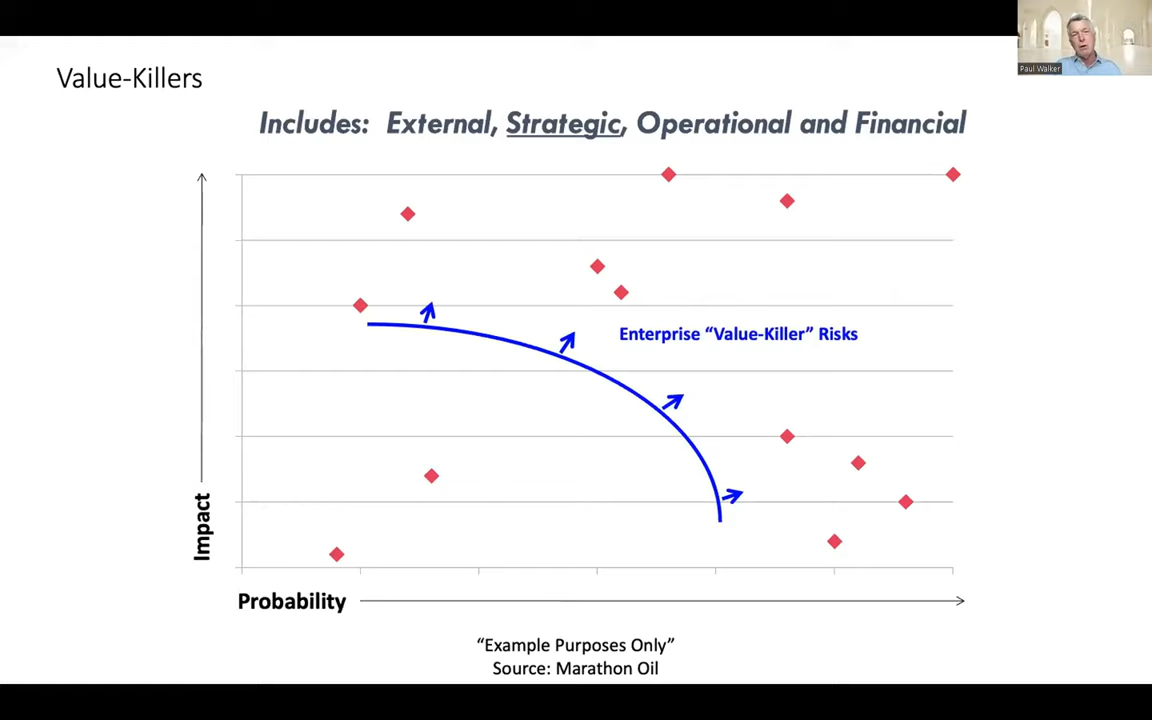 Paul Walker
Value-Killers
Includes: External, Strategic, Operational and Financial
Enterprise “Value-Killer” Risks
Impact
Probability
“Example Purposes Only”
Source: Marathon Oil